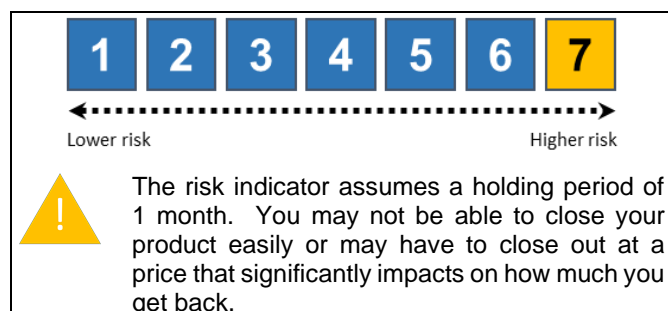 1 2 3 4 5 6 7
Lower risk Higher risk
!
The risk indicator assumes a holding period of
1 month. You may not be able to close your
product easily or may have to close out at a
price that significantly impacts on how much you
get back.